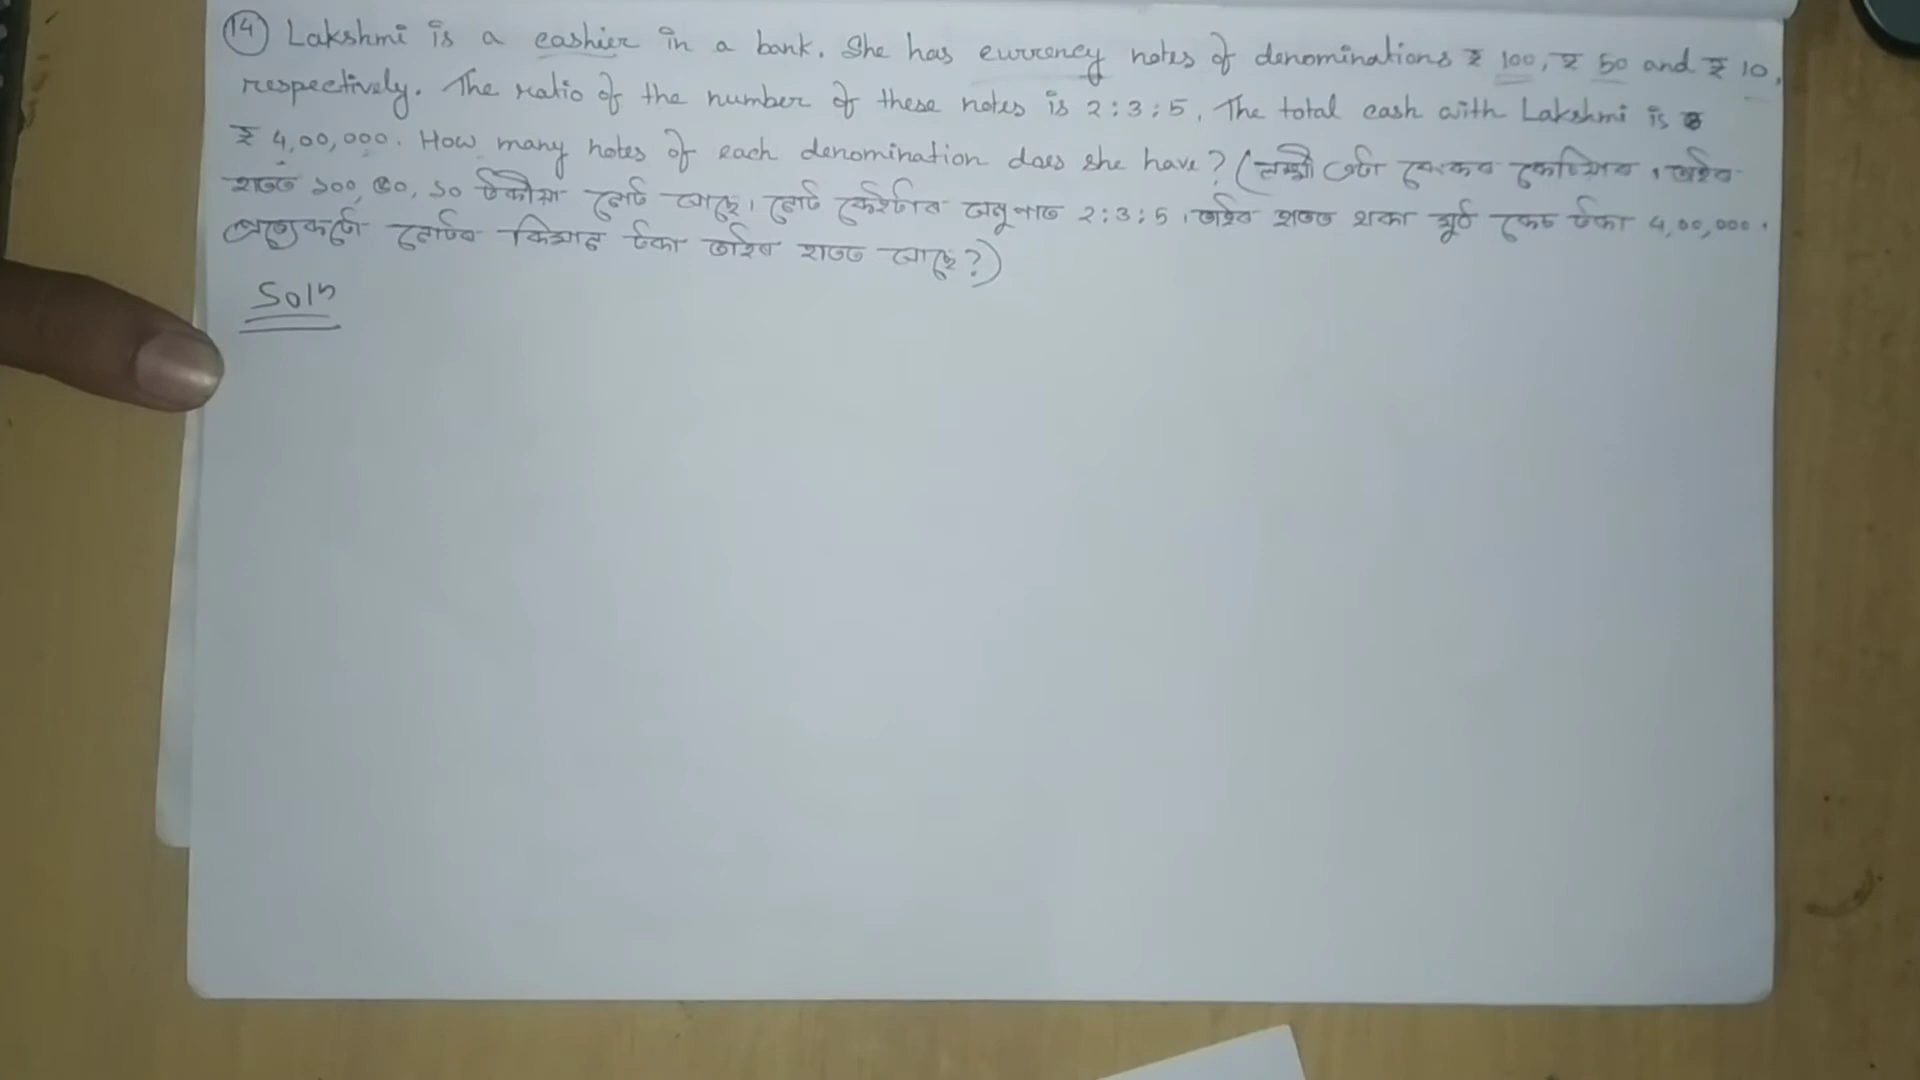 14 Lakshmi is a cashier in a bank. She has currency notes of denominations ₹ 100, ₹ 50 and ₹ 10,
respectively. The ratio of the number of these notes is 2:3:5. The total cash with Lakshmi is
₹ 4,00,000. How many notes of each denomination does she have? (লক্ষ্মী এটা বেংকৰ কেচিয়াৰ। তাইৰ
হাতত ১০০, ৫০, ১০ টকীয়া নোট আছে। নোট কেইটাৰ অনুপাত 2:3:5। তাইৰ হাতত থকা মুঠ কেচ টকা 4,00,000.
প্ৰত্যেকটো নোটৰ কিমান টকা তাইৰ হাতত আছে?)
Soln